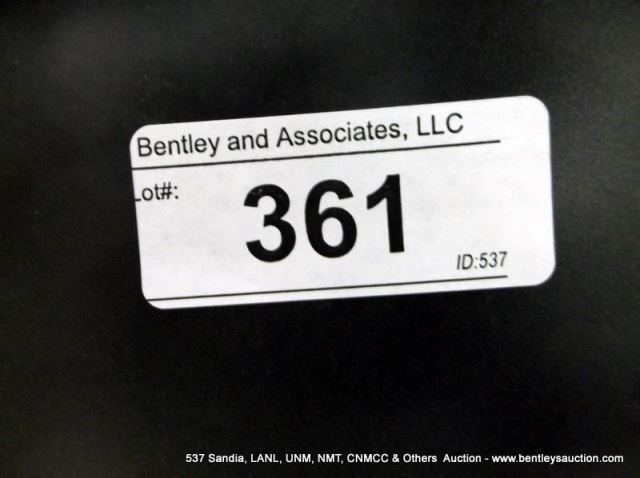 Bentley and Associates, LLC
Lot#:
361
ID:537
537 Sandia, LANL, UNM, NMT, CNMCC & Others Auction - www.bentleysauction.com